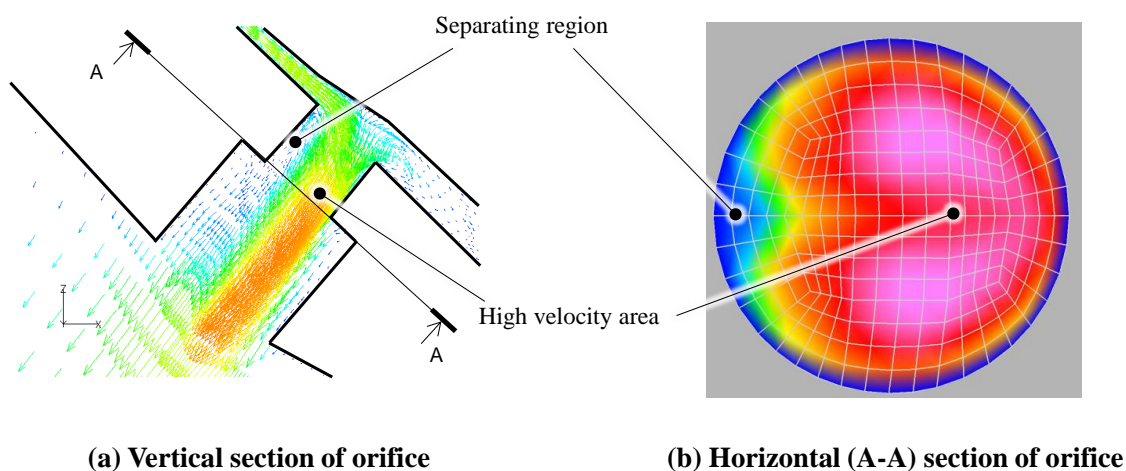 Separating region
A
Z
X
High velocity area
A
(a) Vertical section of orifice
(b) Horizontal (A-A) section of orifice